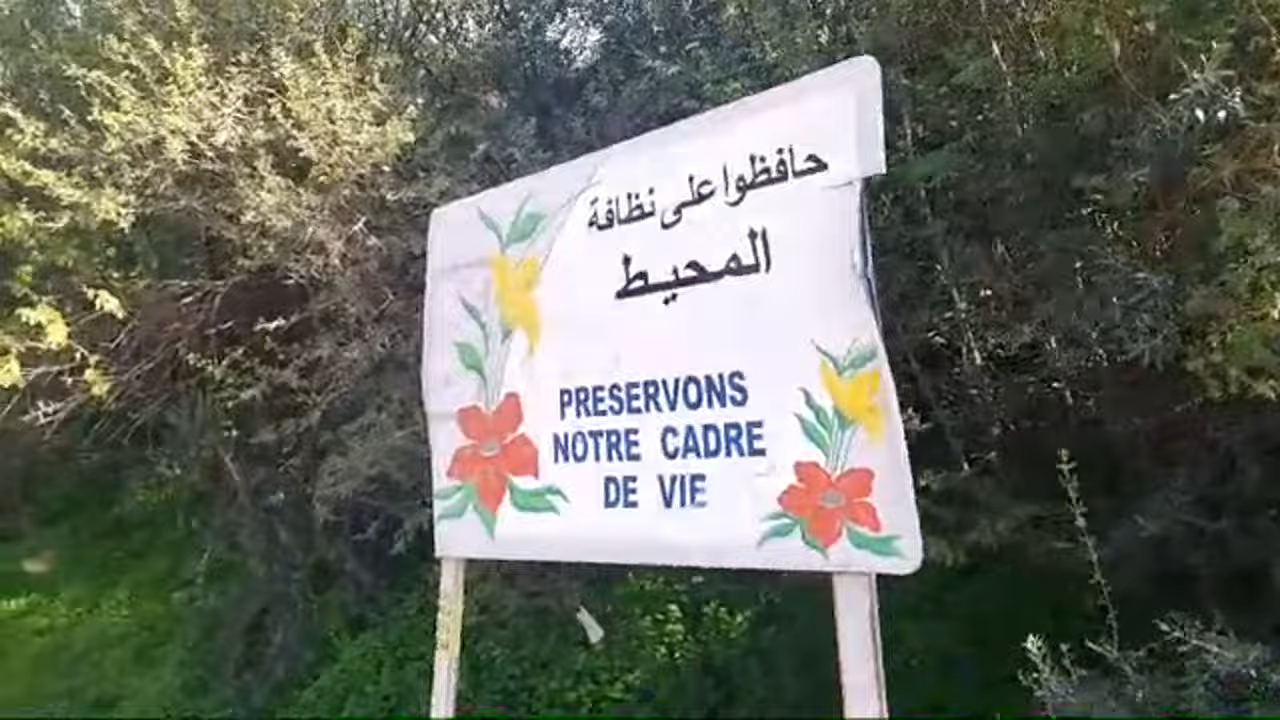 حافظوا على نظافة
المحيط
PRESERVONS
NOTRE CADRE
DE VIE